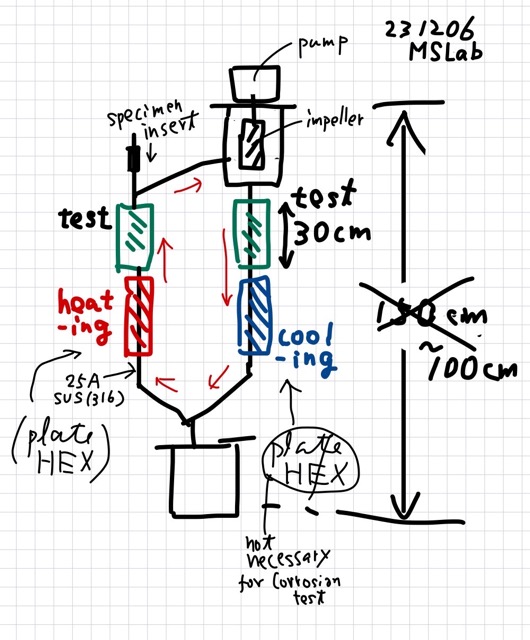 231206
MSLab
pump
specimen
insert
impeller
test
test
30cm
heat
-ing
cool
-ing
150 cm
~100cm
25A
SUS(316)
(plate
HEX)
plate
HEX
not
necessary
for Corrosion
test